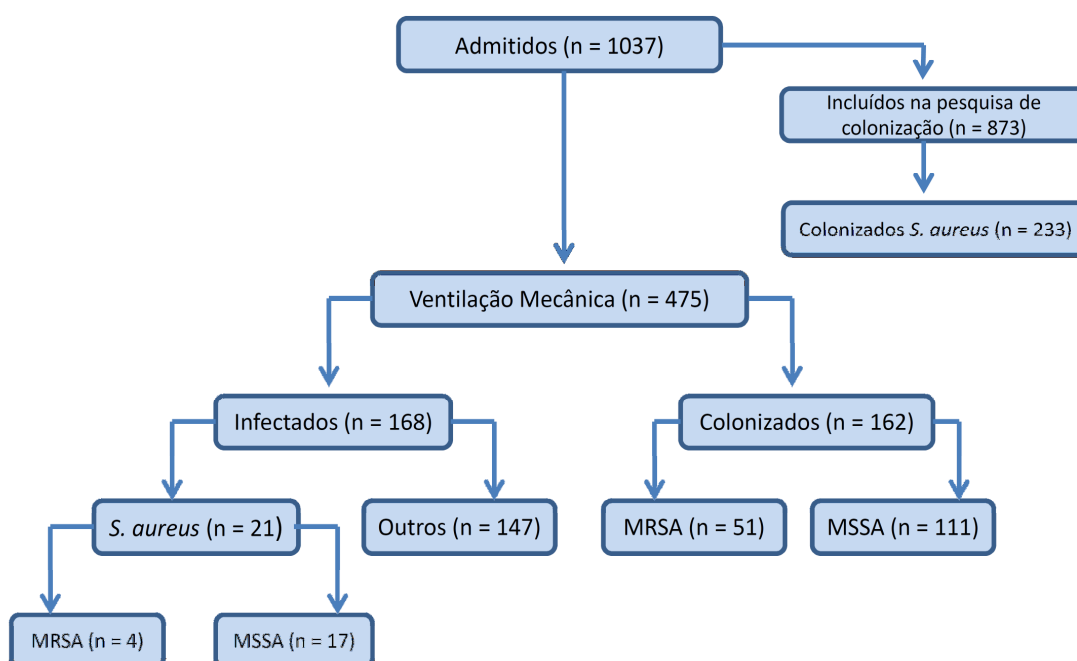 Admitidos (n = 1037)
Incluídos na pesquisa de
colonização (n = 873)
Colonizados S. aureus (n = 233)
Ventilação Mecânica (n = 475)
Infectados (n = 168)
Colonizados (n = 162)
S. aureus (n = 21)
Outros (n = 147)
MRSA (n = 51)
MSSA (n = 111)
MRSA (n = 4)
MSSA (n = 17)